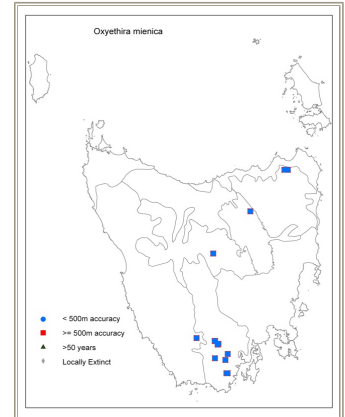 Oxyethira mienica
< 500m accuracy
>= 500m accuracy
>50 years
Locally Extinct